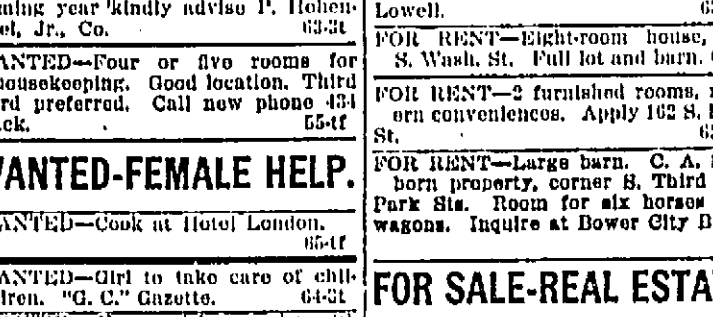 ming year kindly advise P. Hohen-
el, Jr., Co. 63-3t
ANTED—Four or five rooms for
housekeeping. Good location. Third
rd preferred. Call new phone 434
ack. 65-tf
WANTED-FEMALE HELP.
ANTED—Cook at Hotel London.
65-tf
ANTED—Girl to take care of chil-
dren. "G. C." Gazette. 64-3t
Lowell.
FOR RENT—Eight-room house,
S. Wash. St. Full lot and barn.
FOR RENT—2 furnished rooms,
ern conveniences. Apply 162 S.
St.
FOR RENT—Large barn. C. A.
born property, corner S. Third
Park Sts. Room for six horses
wagons. Inquire at Bower City B
FOR SALE-REAL ESTA